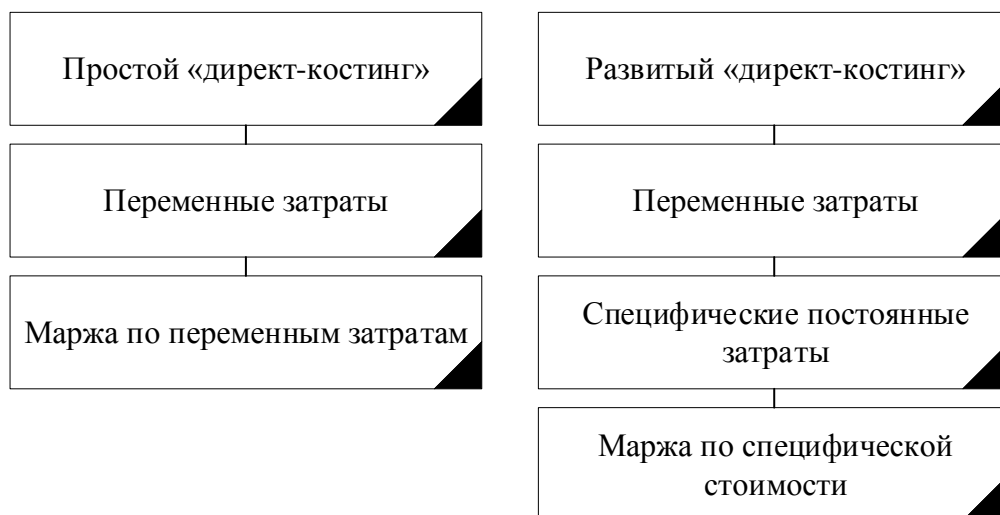 Простой «директ-костинг»
Переменные затраты
Маржа по переменным затратам
Развитый «директ-костинг»
Переменные затраты
Специфические постоянные
затраты
Маржа по специфической
стоимости